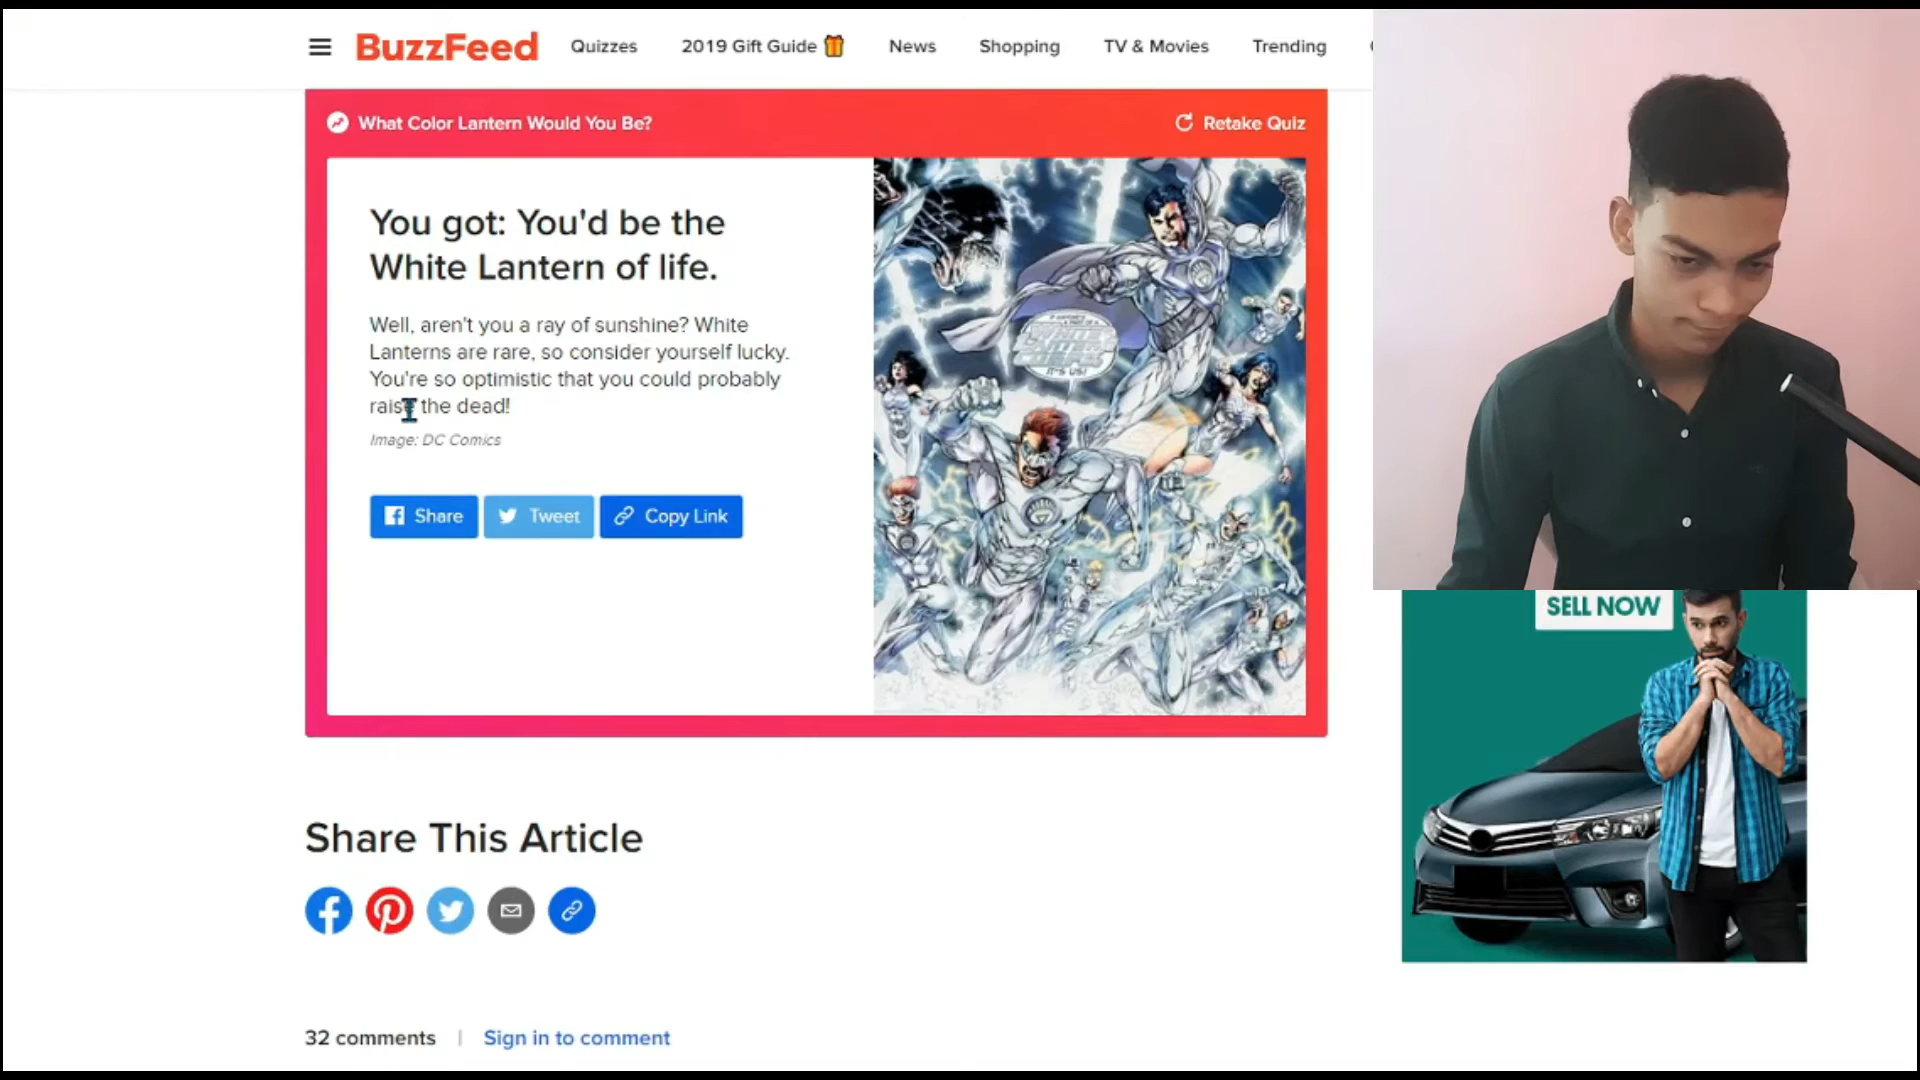 BuzzFeed Quizzes 2019 Gift Guide News Shopping TV & Movies Trending
What Color Lantern Would You Be? Retake Quiz
You got: You'd be the
White Lantern of life.
Well, aren't you a ray of sunshine? White
Lanterns are rare, so consider yourself lucky.
You're so optimistic that you could probably
raise the dead!
Image: DC Comics
Share Tweet Copy Link
IT'S US!
SELL NOW
Share This Article
32 comments | Sign in to comment